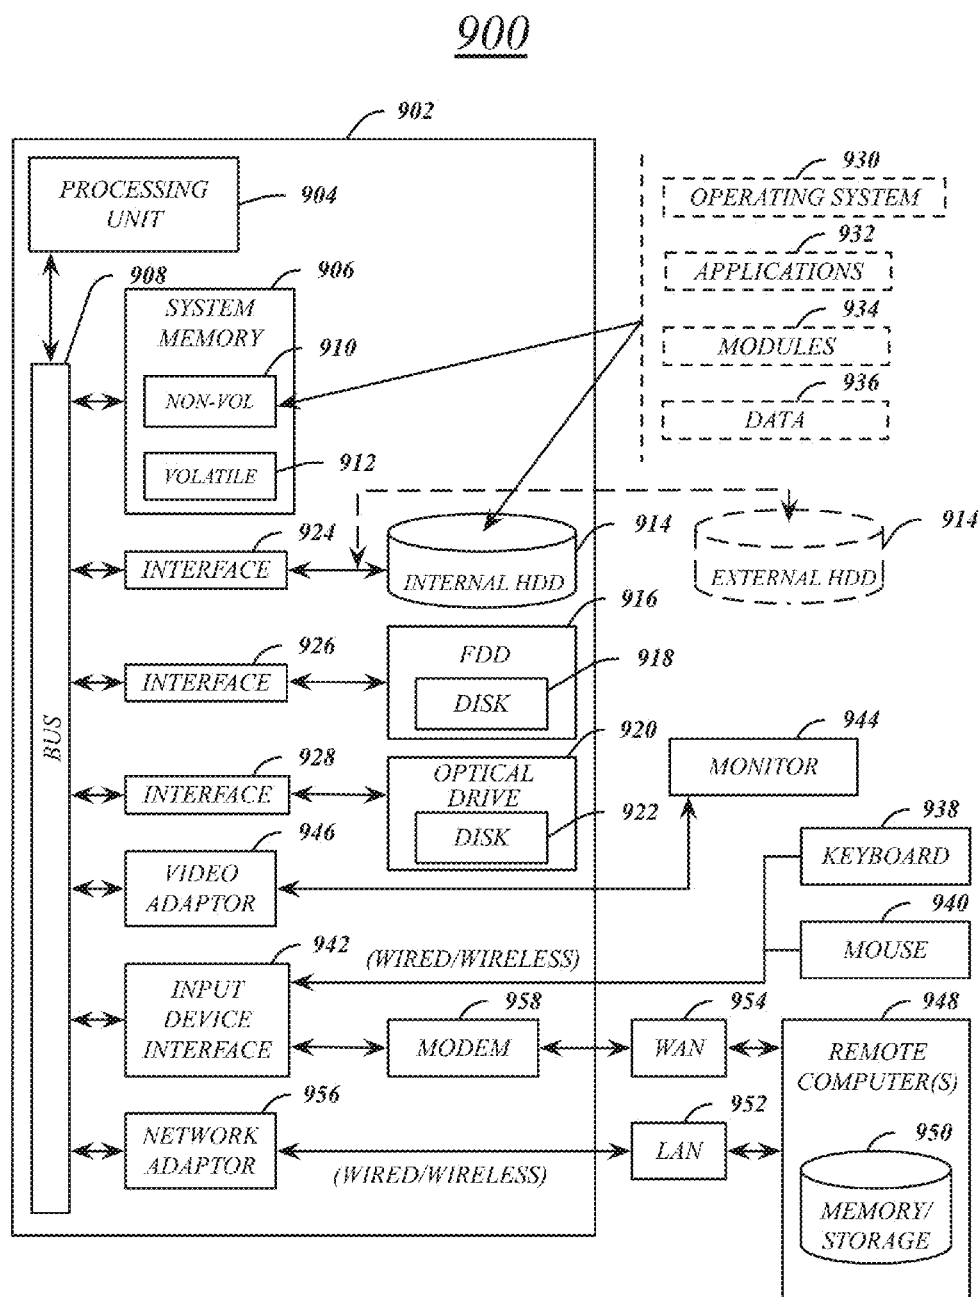 900
902
PROCESSING
UNIT
904
908
906
SYSTEM
MEMORY
910
NON-VOL
912
VOLATILE
930
OPERATING SYSTEM
932
APPLICATIONS
934
MODULES
936
DATA
924
INTERFACE
914
INTERNAL HDD
914
EXTERNAL HDD
926
INTERFACE
916
FDD
918
DISK
BUS
928
INTERFACE
920
OPTICAL
DRIVE
922
DISK
944
MONITOR
946
VIDEO
ADAPTOR
938
KEYBOARD
940
MOUSE
942
INPUT
DEVICE
INTERFACE
(WIRED/WIRELESS)
958
MODEM
954
WAN
948
REMOTE
COMPUTER(S)
956
NETWORK
ADAPTOR
(WIRED/WIRELESS)
952
LAN
950
MEMORY/
STORAGE